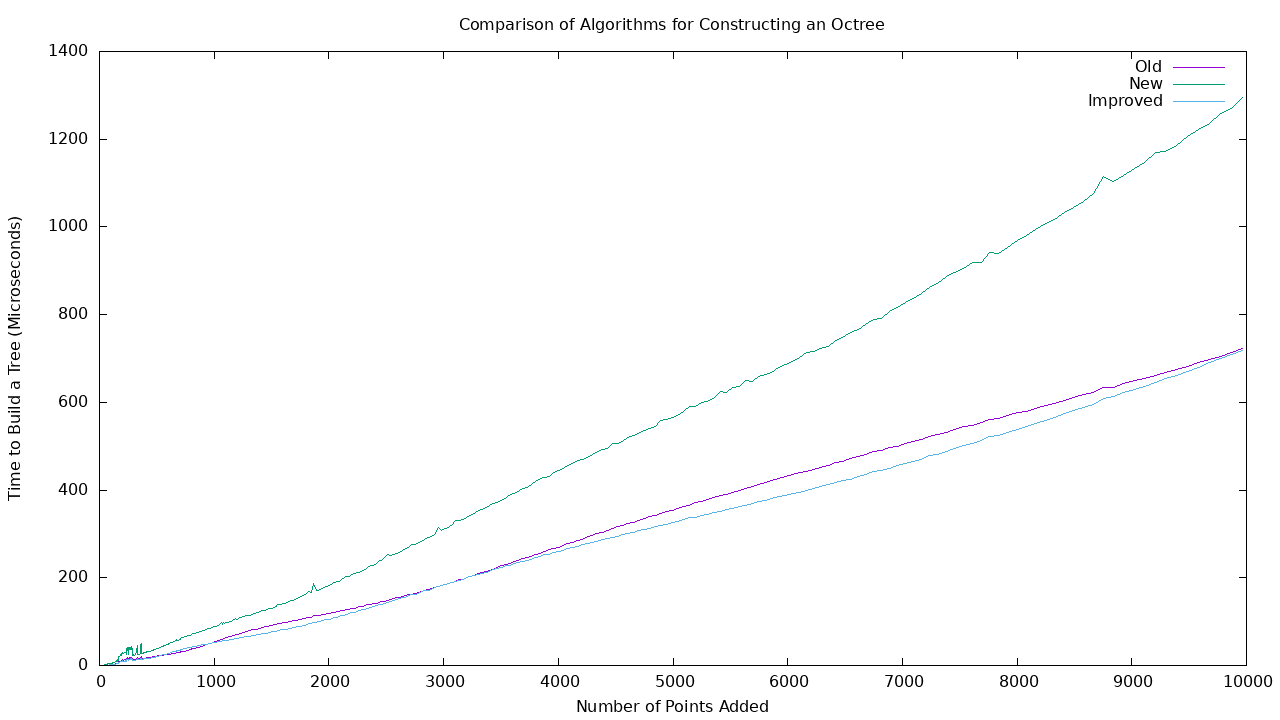 Comparison of Algorithms for Constructing an Octree
Old
New
Improved
Time to Build a Tree (Microseconds)
1400
1200
1000
800
600
400
200
0
0 1000 2000 3000 4000 5000 6000 7000 8000 9000 10000
Number of Points Added